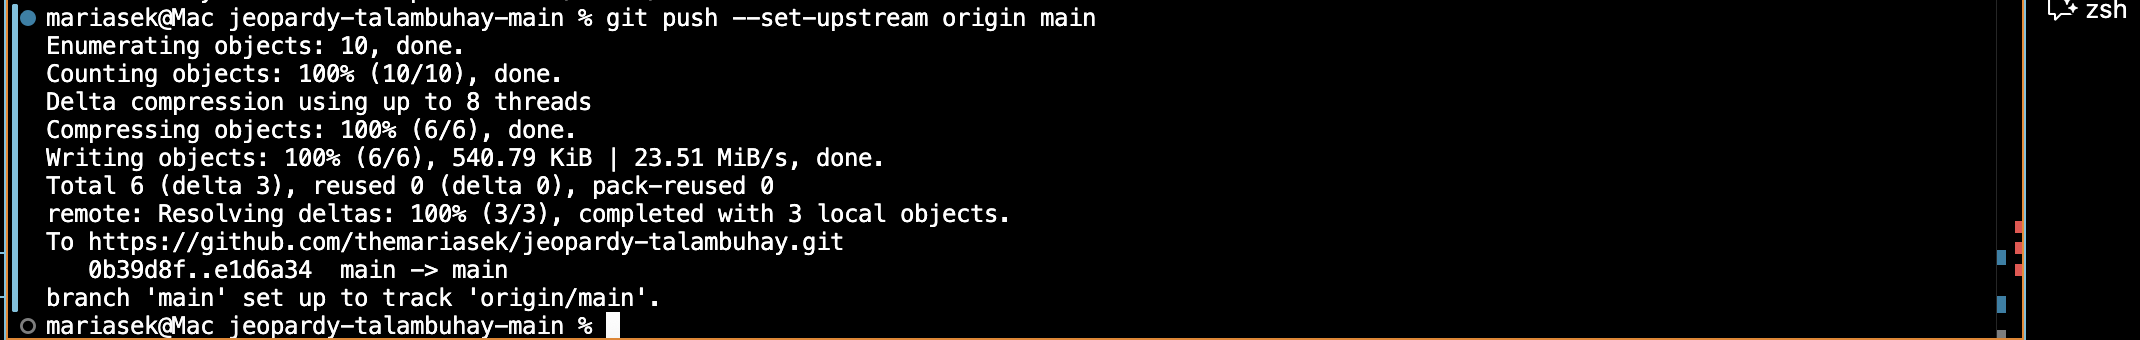 mariasek@Mac jeopardy-talambuhay-main % git push --set-upstream origin main
Enumerating objects: 10, done.
Counting objects: 100% (10/10), done.
Delta compression using up to 8 threads
Compressing objects: 100% (6/6), done.
Writing objects: 100% (6/6), 540.79 KiB | 23.51 MiB/s, done.
Total 6 (delta 3), reused 0 (delta 0), pack-reused 0
remote: Resolving deltas: 100% (3/3), completed with 3 local objects.
To https://github.com/themariasek/jeopardy-talambuhay.git
   0b39d8f..e1d6a34  main -> main
branch 'main' set up to track 'origin/main'.
mariasek@Mac jeopardy-talambuhay-main %
zsh